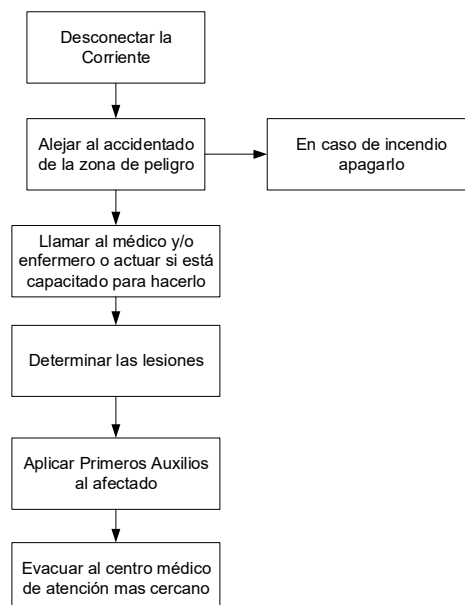 Desconectar la
Corriente
Alejar al accidentado
de la zona de peligro
En caso de incendio
apagarlo
Llamar al médico y/o
enfermero o actuar si está
capacitado para hacerlo
Determinar las lesiones
Aplicar Primeros Auxilios
al afectado
Evacuar al centro médico
de atención mas cercano